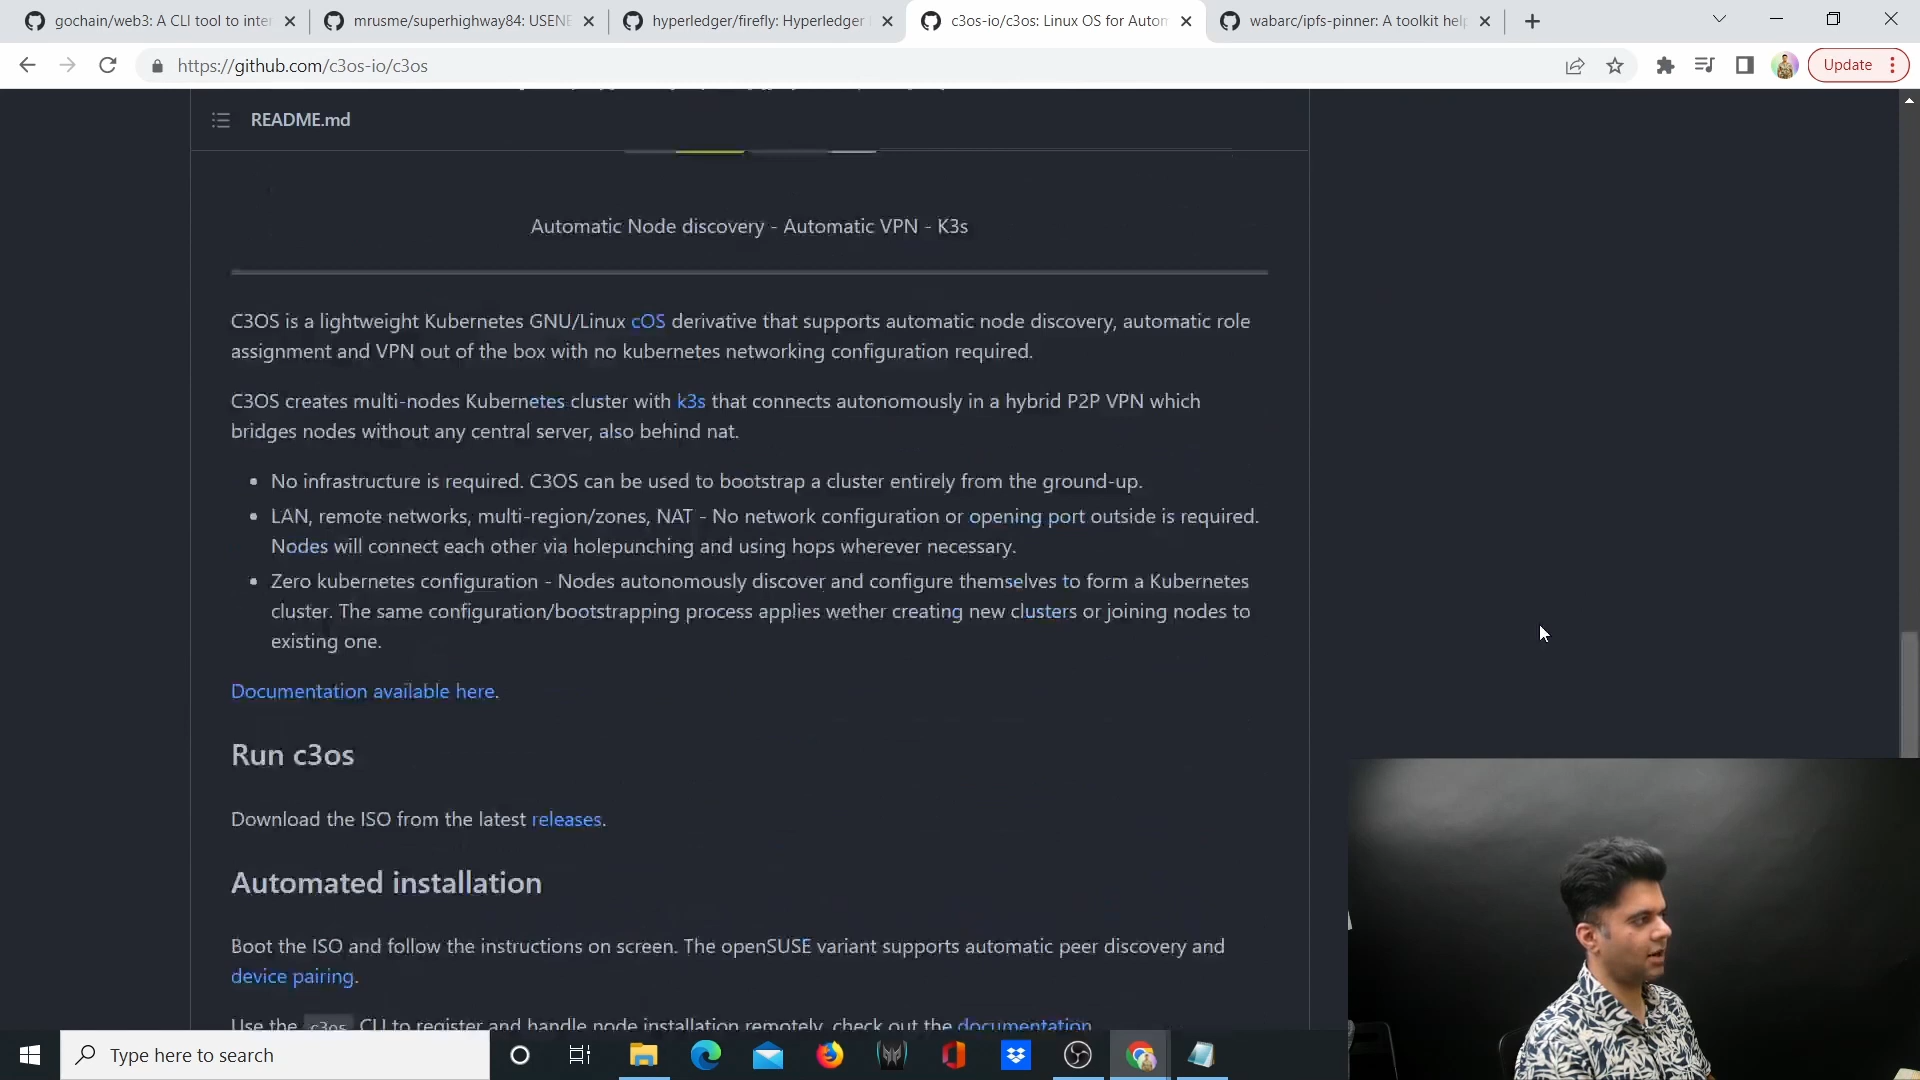 gochain/web3: A CLI tool to inter
mrusme/superhighway84: USENE
hyperledger/firefly: Hyperledger
c3os-io/c3os: Linux OS for Autom
wabarc/ipfs-pinner: A toolkit help
https://github.com/c3os-io/c3os
Update
README.md
Automatic Node discovery - Automatic VPN - K3s
C3OS is a lightweight Kubernetes GNU/Linux cOS derivative that supports automatic node discovery, automatic role
assignment and VPN out of the box with no kubernetes networking configuration required.
C3OS creates multi-nodes Kubernetes cluster with k3s that connects autonomously in a hybrid P2P VPN which
bridges nodes without any central server, also behind nat.
• No infrastructure is required. C3OS can be used to bootstrap a cluster entirely from the ground-up.
• LAN, remote networks, multi-region/zones, NAT - No network configuration or opening port outside is required.
Nodes will connect each other via holepunching and using hops wherever necessary.
• Zero kubernetes configuration - Nodes autonomously discover and configure themselves to form a Kubernetes
cluster. The same configuration/bootstrapping process applies wether creating new clusters or joining nodes to
existing one.
Documentation available here.
Run c3os
Download the ISO from the latest releases.
Automated installation
Boot the ISO and follow the instructions on screen. The openSUSE variant supports automatic peer discovery and
device pairing.
Use the c3os CLI to register and handle node installation remotely, check out the documentation
Type here to search